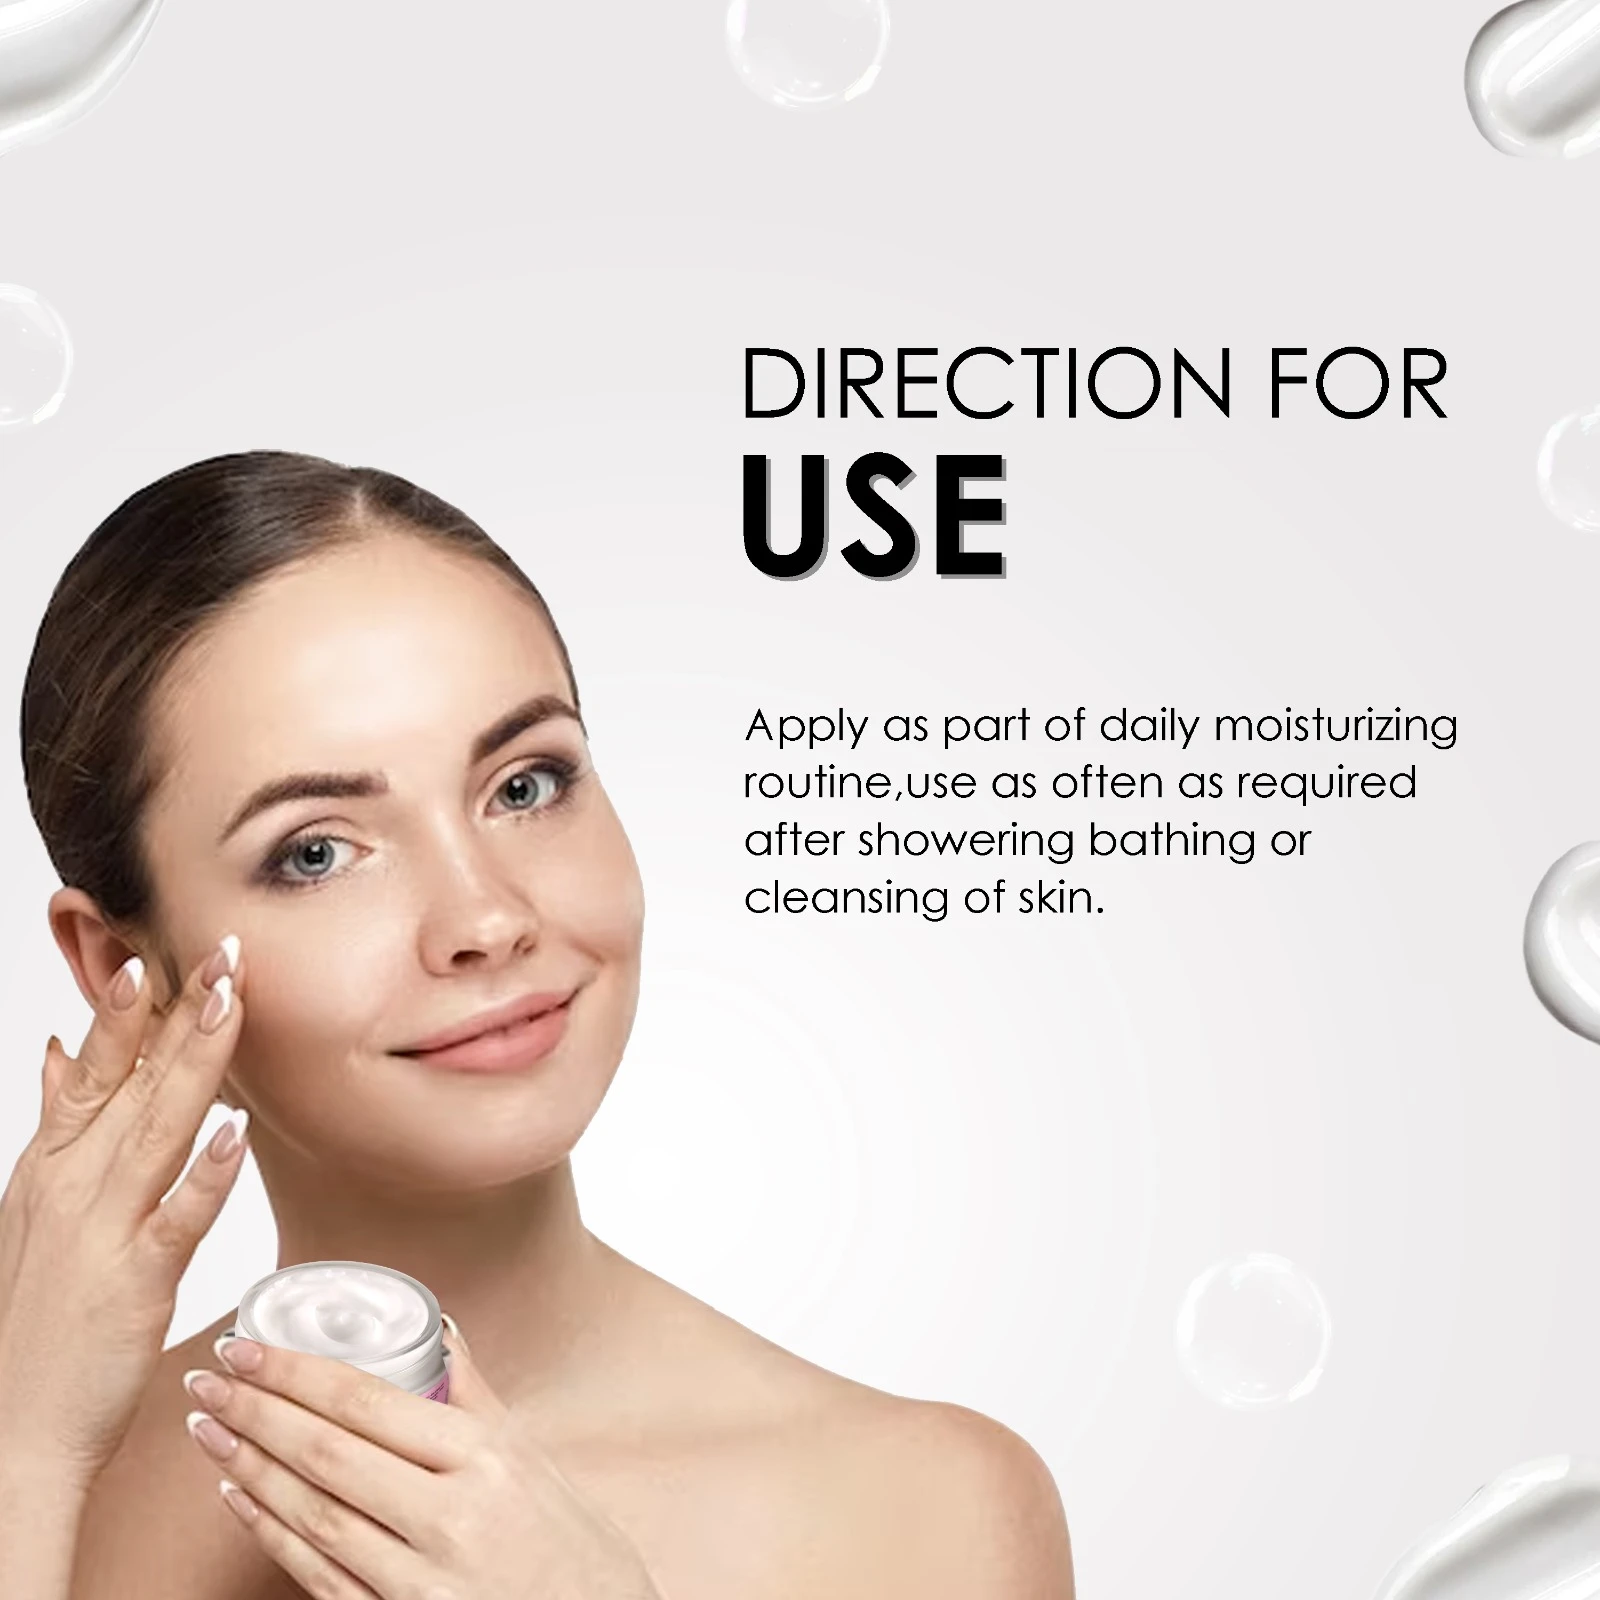 DIRECTION FOR
USE
Apply as part of daily moisturizing
routine,use as often as required
after showering bathing or
cleansing of skin.